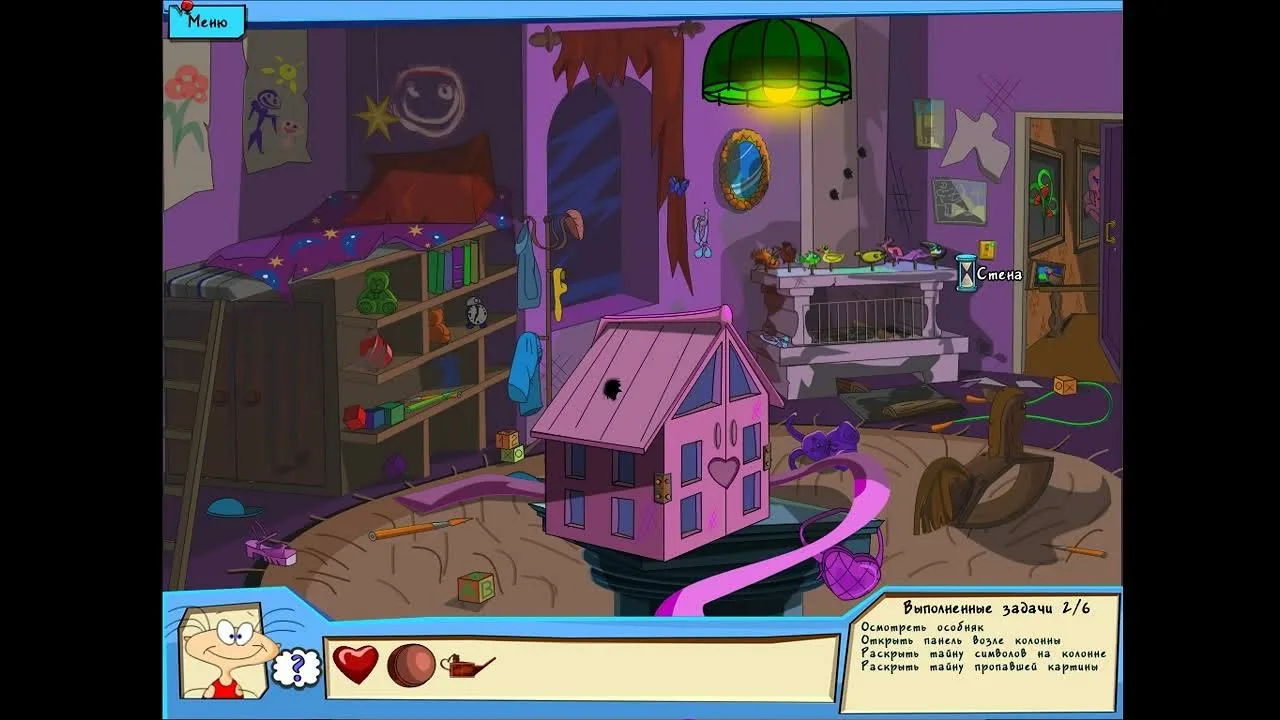 Меню
Стена
Выполненные задачи 2/6
Осмотреть особняк
Открыть панель возле колонны
Раскрыть тайну символов на колонне
Раскрыть тайну пропавшей картины
?
A B